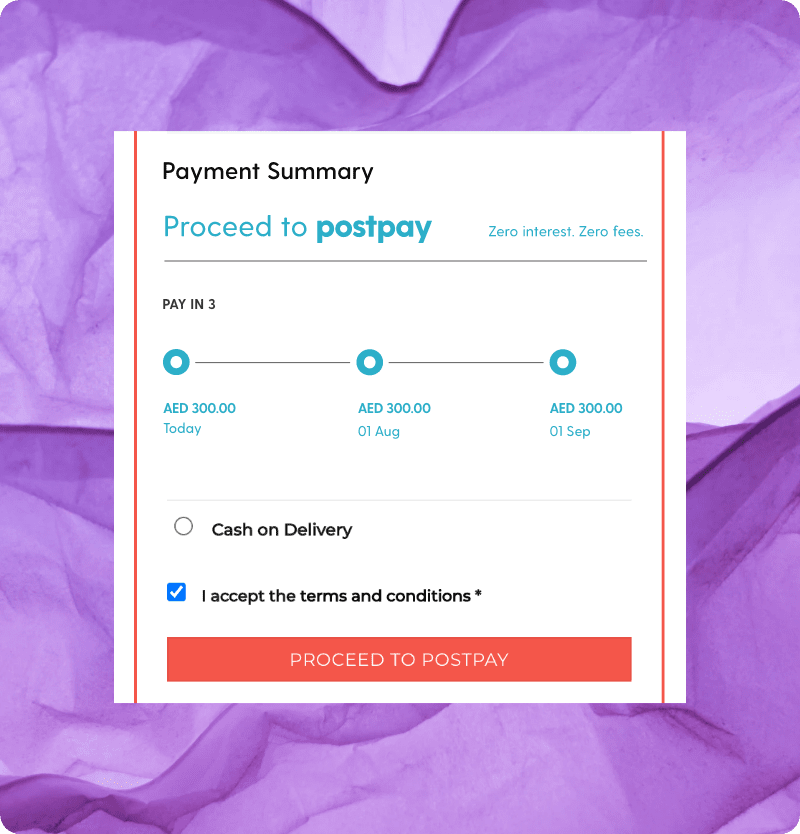 Payment Summary
Proceed to postpay Zero interest. Zero fees.
PAY IN 3
AED 300.00 AED 300.00 AED 300.00
Today 01 Aug 01 Sep
Cash on Delivery
I accept the terms and conditions *
PROCEED TO POSTPAY